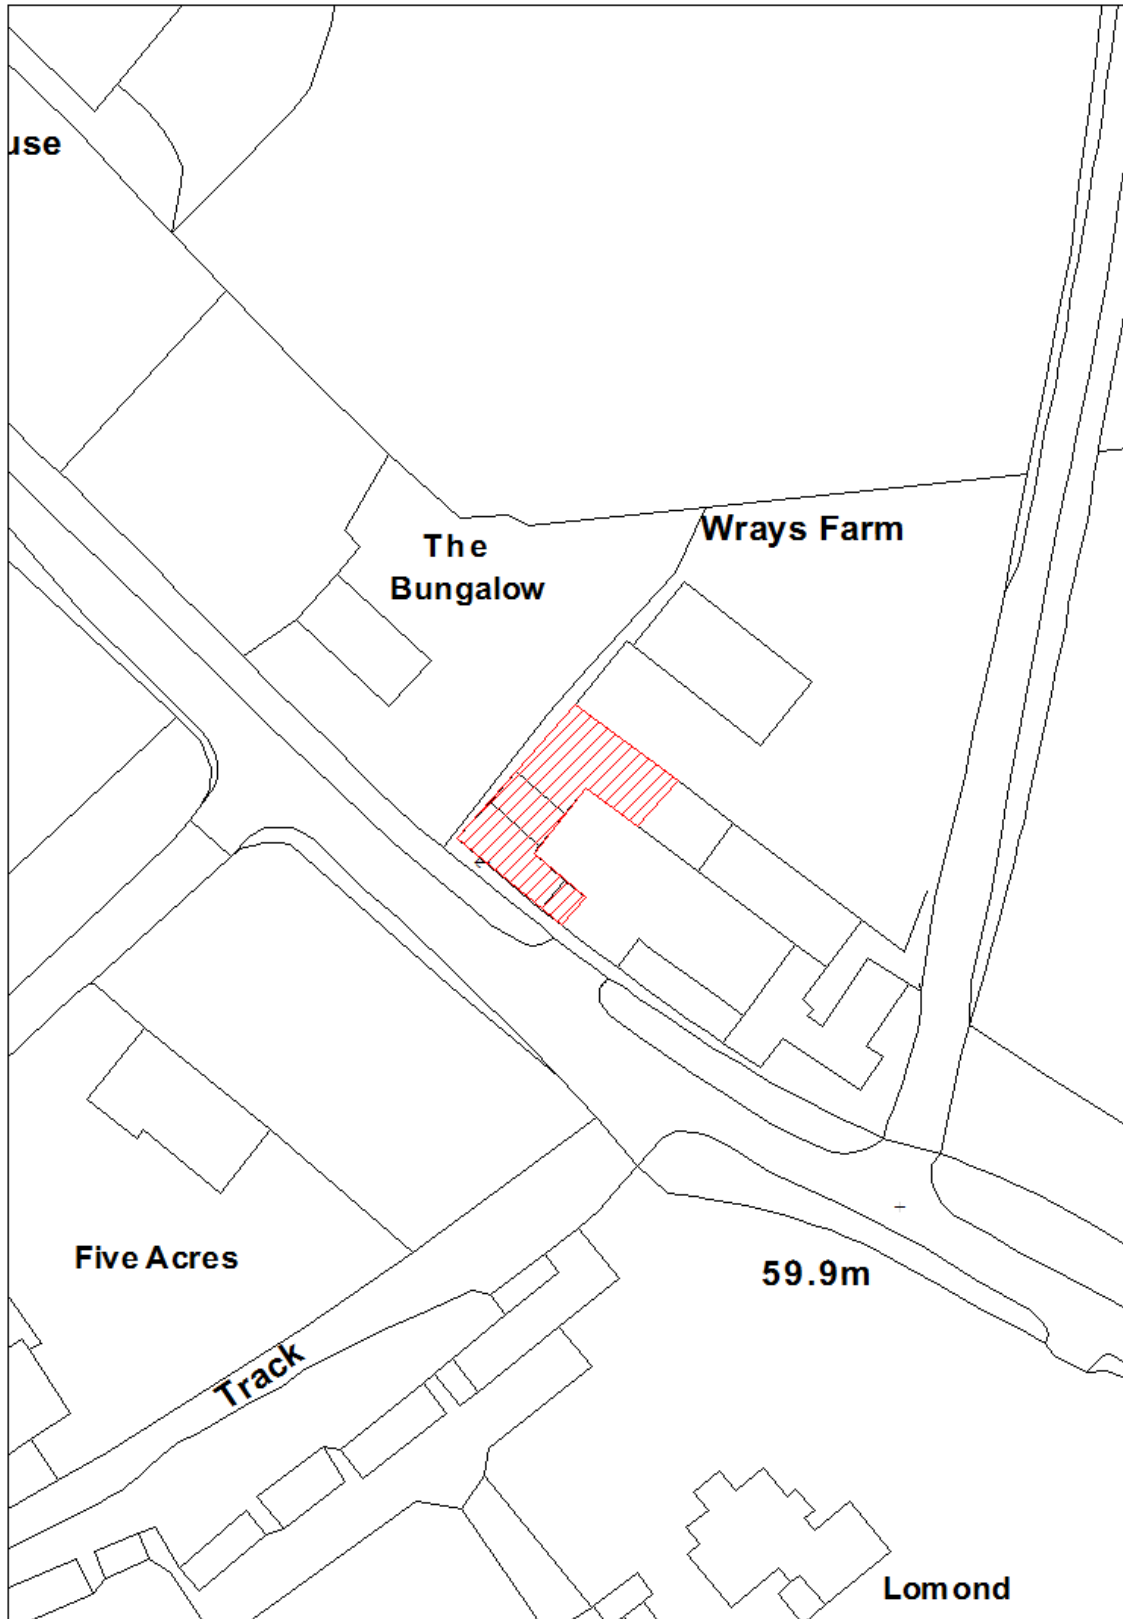 use
The
Bungalow
Wrays Farm
Five Acres
59.9m
Track
Lomond